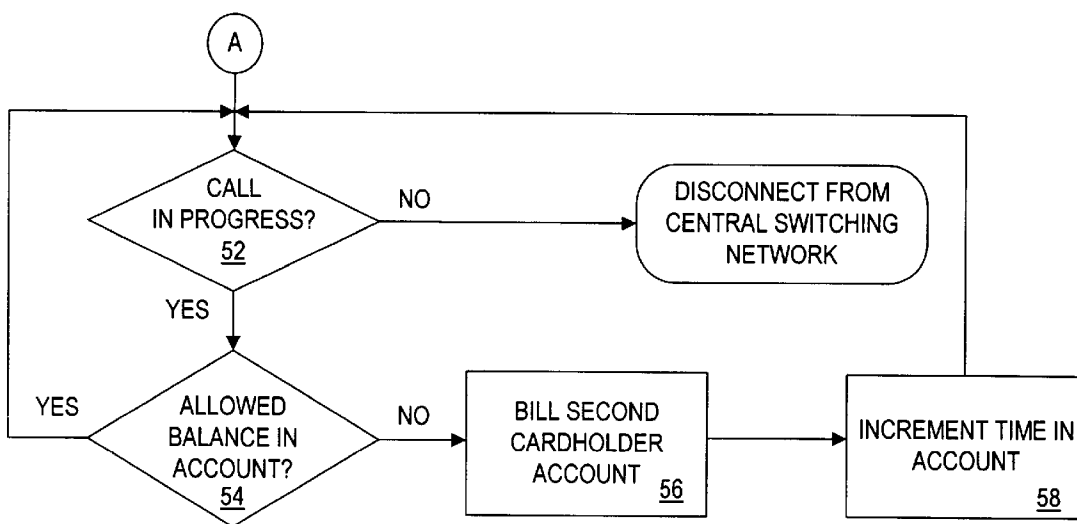 A
CALL
IN PROGRESS?
52
NO
DISCONNECT FROM
CENTRAL SWITCHING
NETWORK
YES
YES
ALLOWED
BALANCE IN
ACCOUNT?
54
NO
BILL SECOND
CARDHOLDER
ACCOUNT
56
INCREMENT TIME IN
ACCOUNT
58